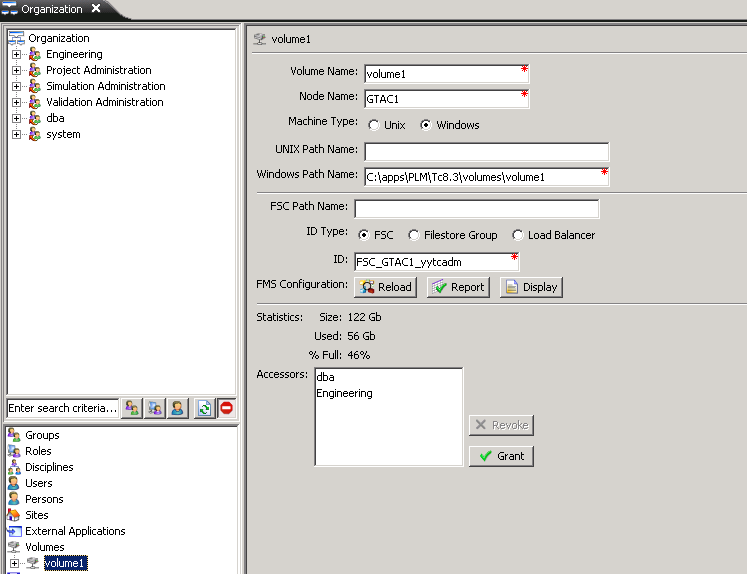 Organization
Organization
Engineering
Project Administration
Simulation Administration
Validation Administration
dba
system
Enter search criteria...
Groups
Roles
Disciplines
Users
Persons
Sites
External Applications
Volumes
volume1
volume1
Volume Name: volume1
Node Name: GTAC1
Machine Type: Unix Windows
UNIX Path Name:
Windows Path Name: C:\apps\PLM\Tc8.3\volumes\volume1
FSC Path Name:
ID Type: FSC Filestore Group Load Balancer
ID: FSC_GTAC1_yytcadm
FMS Configuration: Reload Report Display
Statistics: Size: 122 Gb
Used: 56 Gb
% Full: 46%
Accessors: dba
Engineering
Revoke
Grant